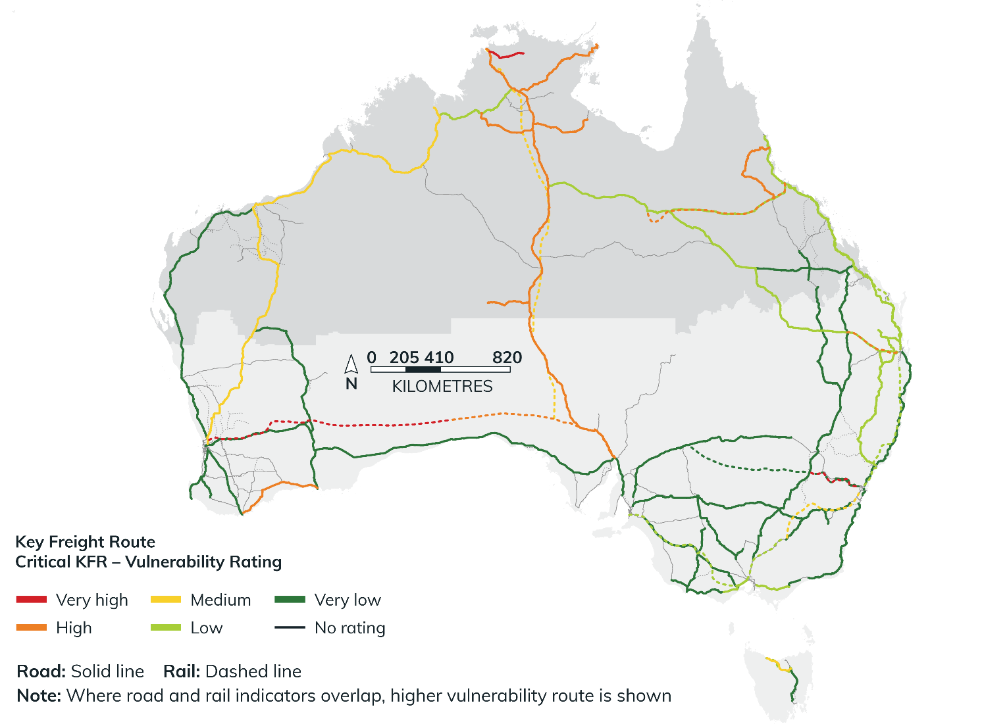 0 205 410 820
N KILOMETRES
Key Freight Route
Critical KFR – Vulnerability Rating
Very high Medium Very low
High Low No rating
Road: Solid line Rail: Dashed line
Note: Where road and rail indicators overlap, higher vulnerability route is shown